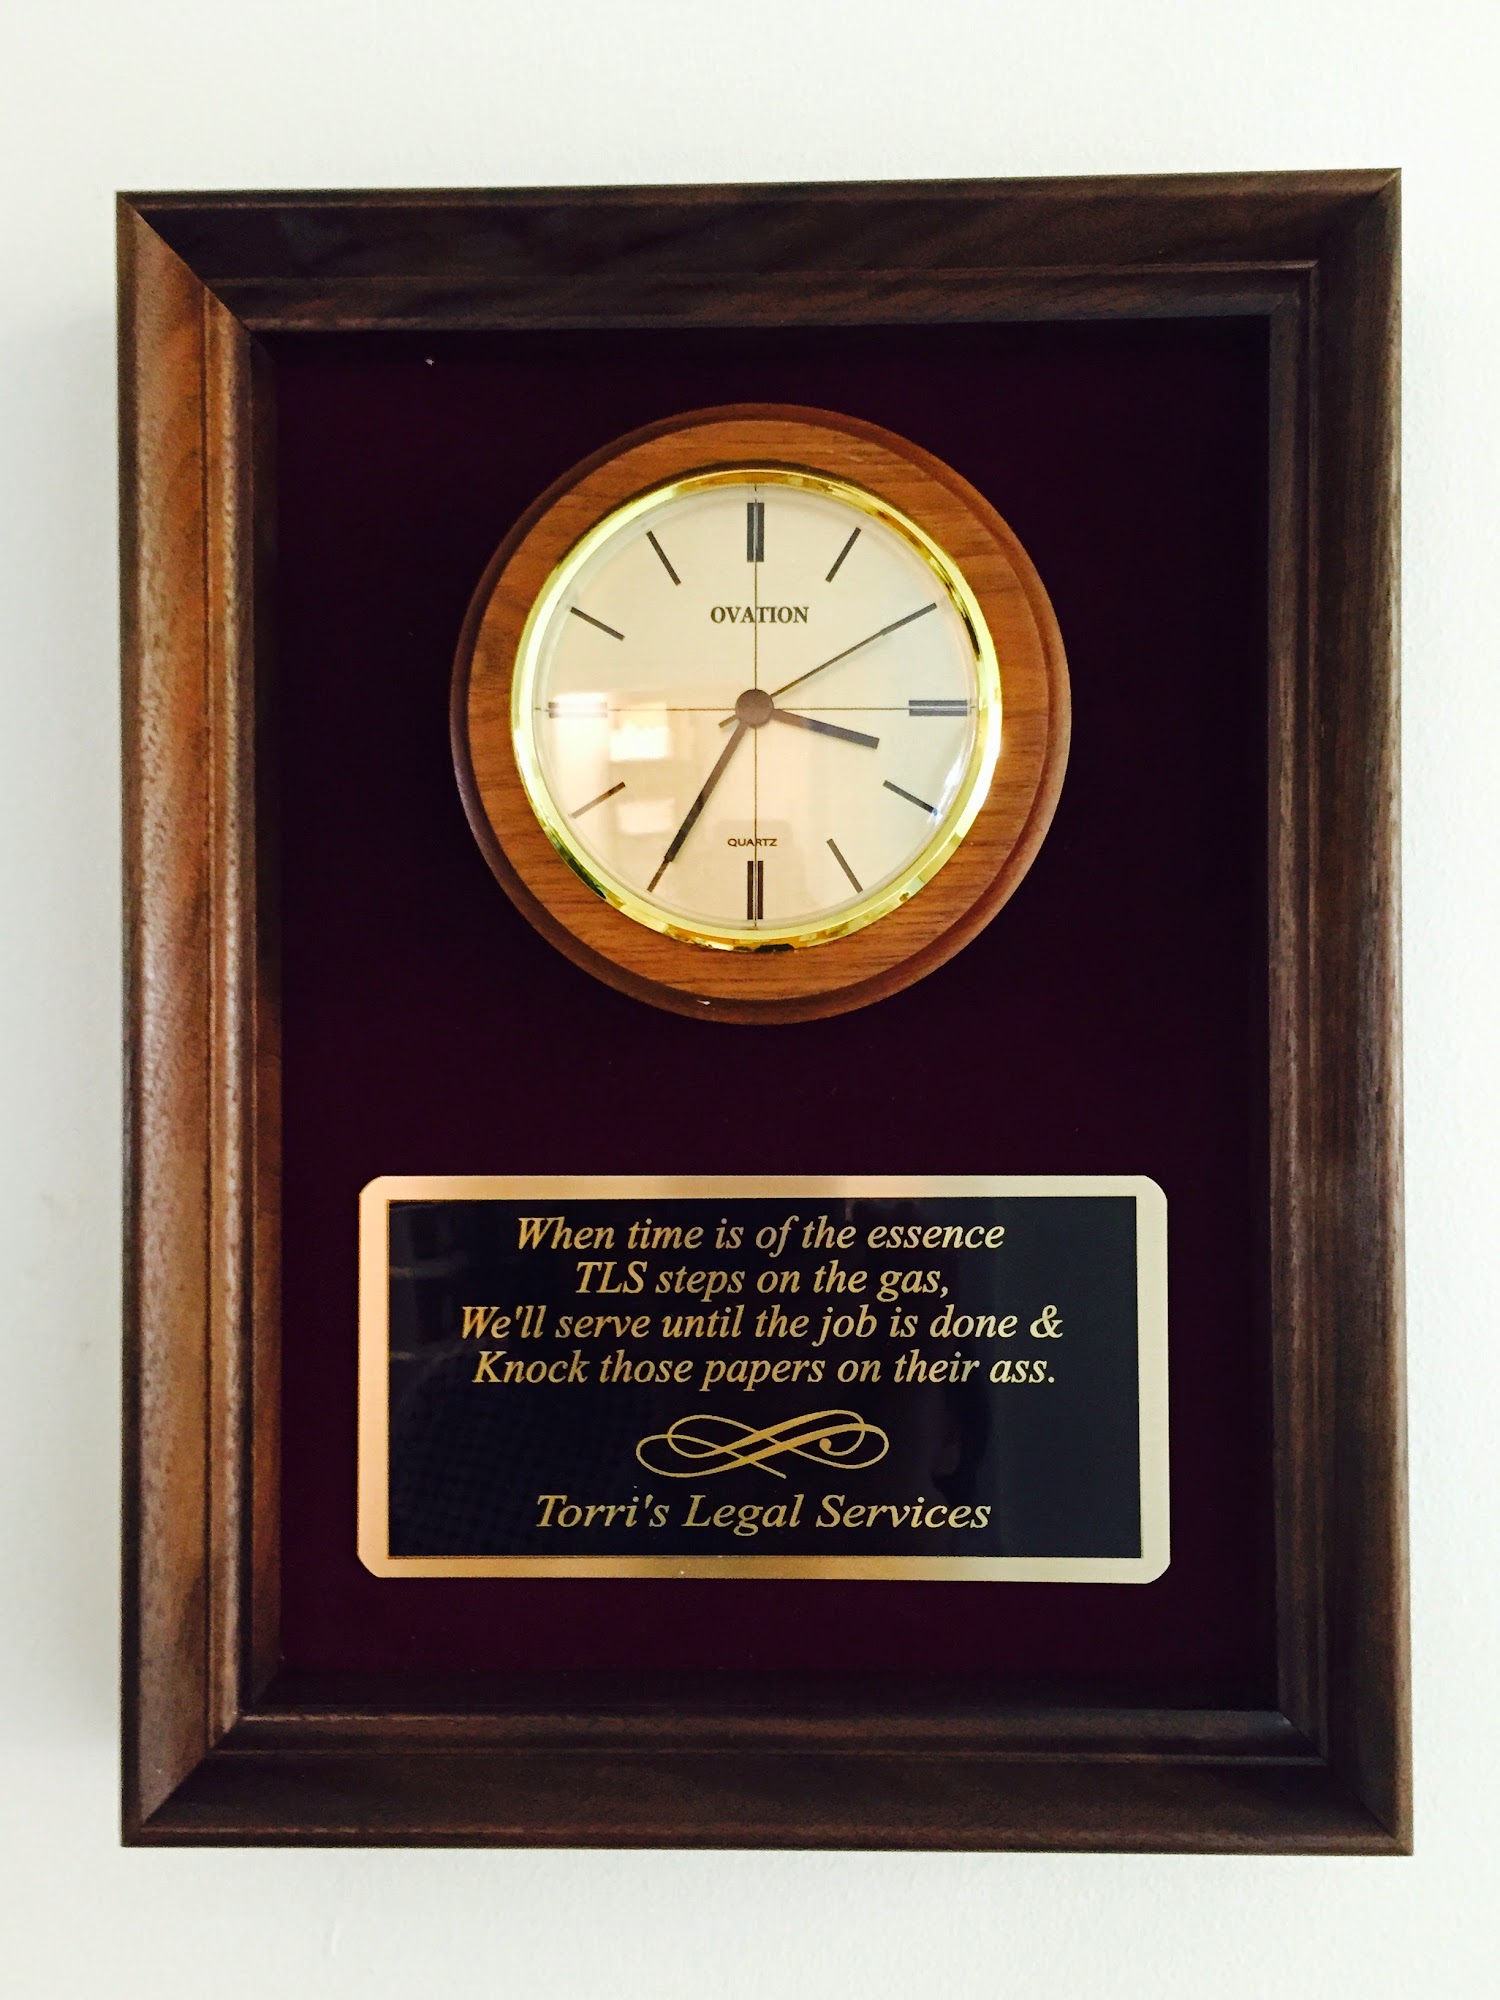 OVATION
QUARTZ
When time is of the essence
TLS steps on the gas,
We'll serve until the job is done &
Knock those papers on their ass.
Torri's Legal Services